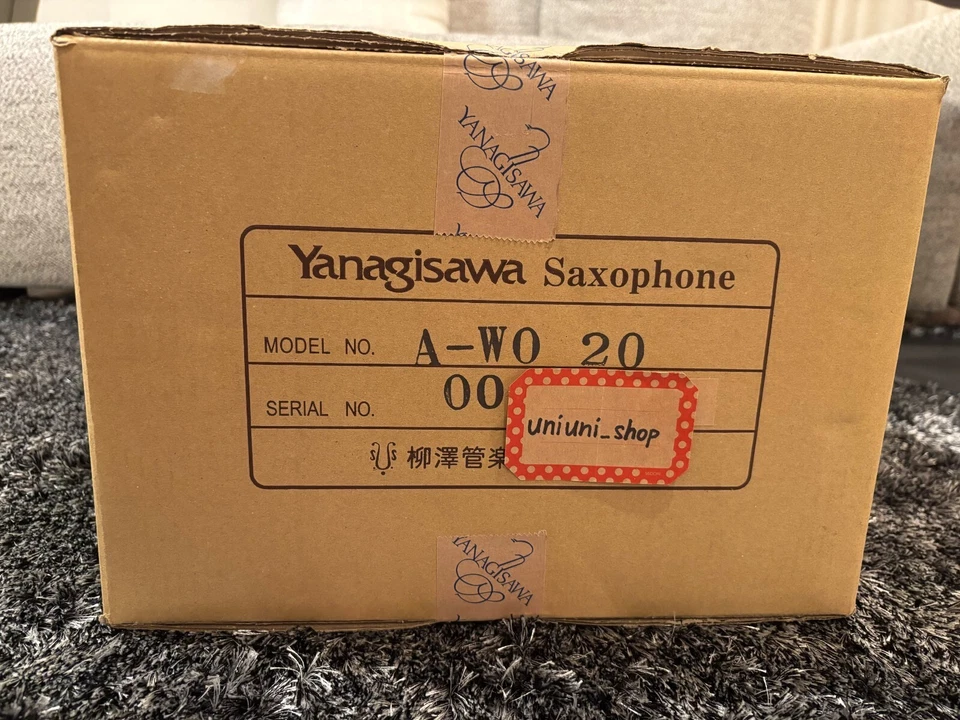 YANAGISAWA
YANAGISAWA
Yanagisawa Saxophone
MODEL NO. A-WO 20
SERIAL NO. 00
uniuni_shop
柳澤管楽
YANAGISAWA